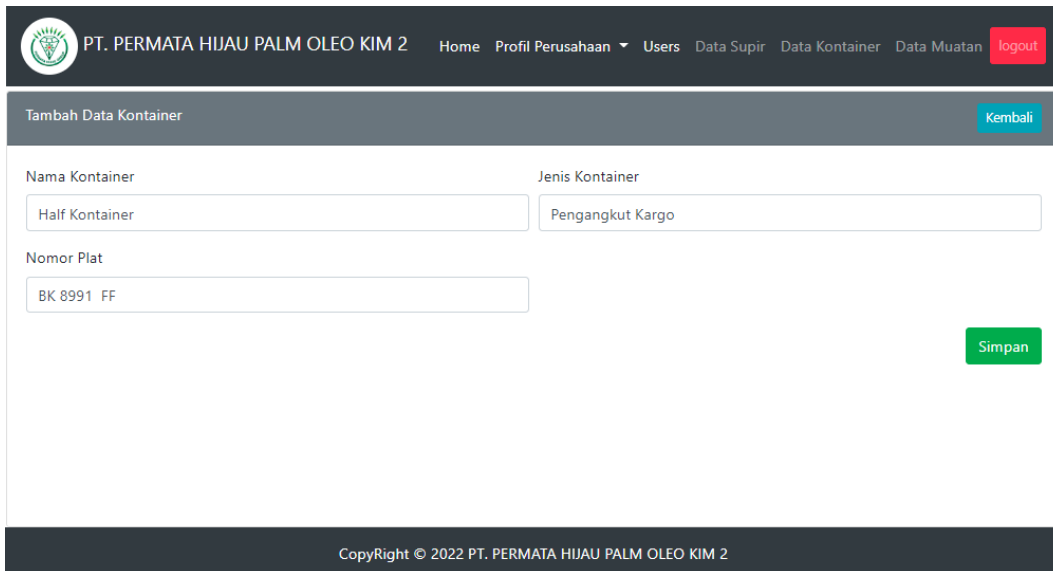 PT. PERMATA HIJAU PALM OLEO KIM 2 Home Profil Perusahaan Users Data Supir Data Kontainer Data Muatan logout
Tambah Data Kontainer Kembali
Nama Kontainer Jenis Kontainer
Half Kontainer Pengangkut Kargo
Nomor Plat
BK 8991 FF
Simpan
CopyRight © 2022 PT. PERMATA HIJAU PALM OLEO KIM 2